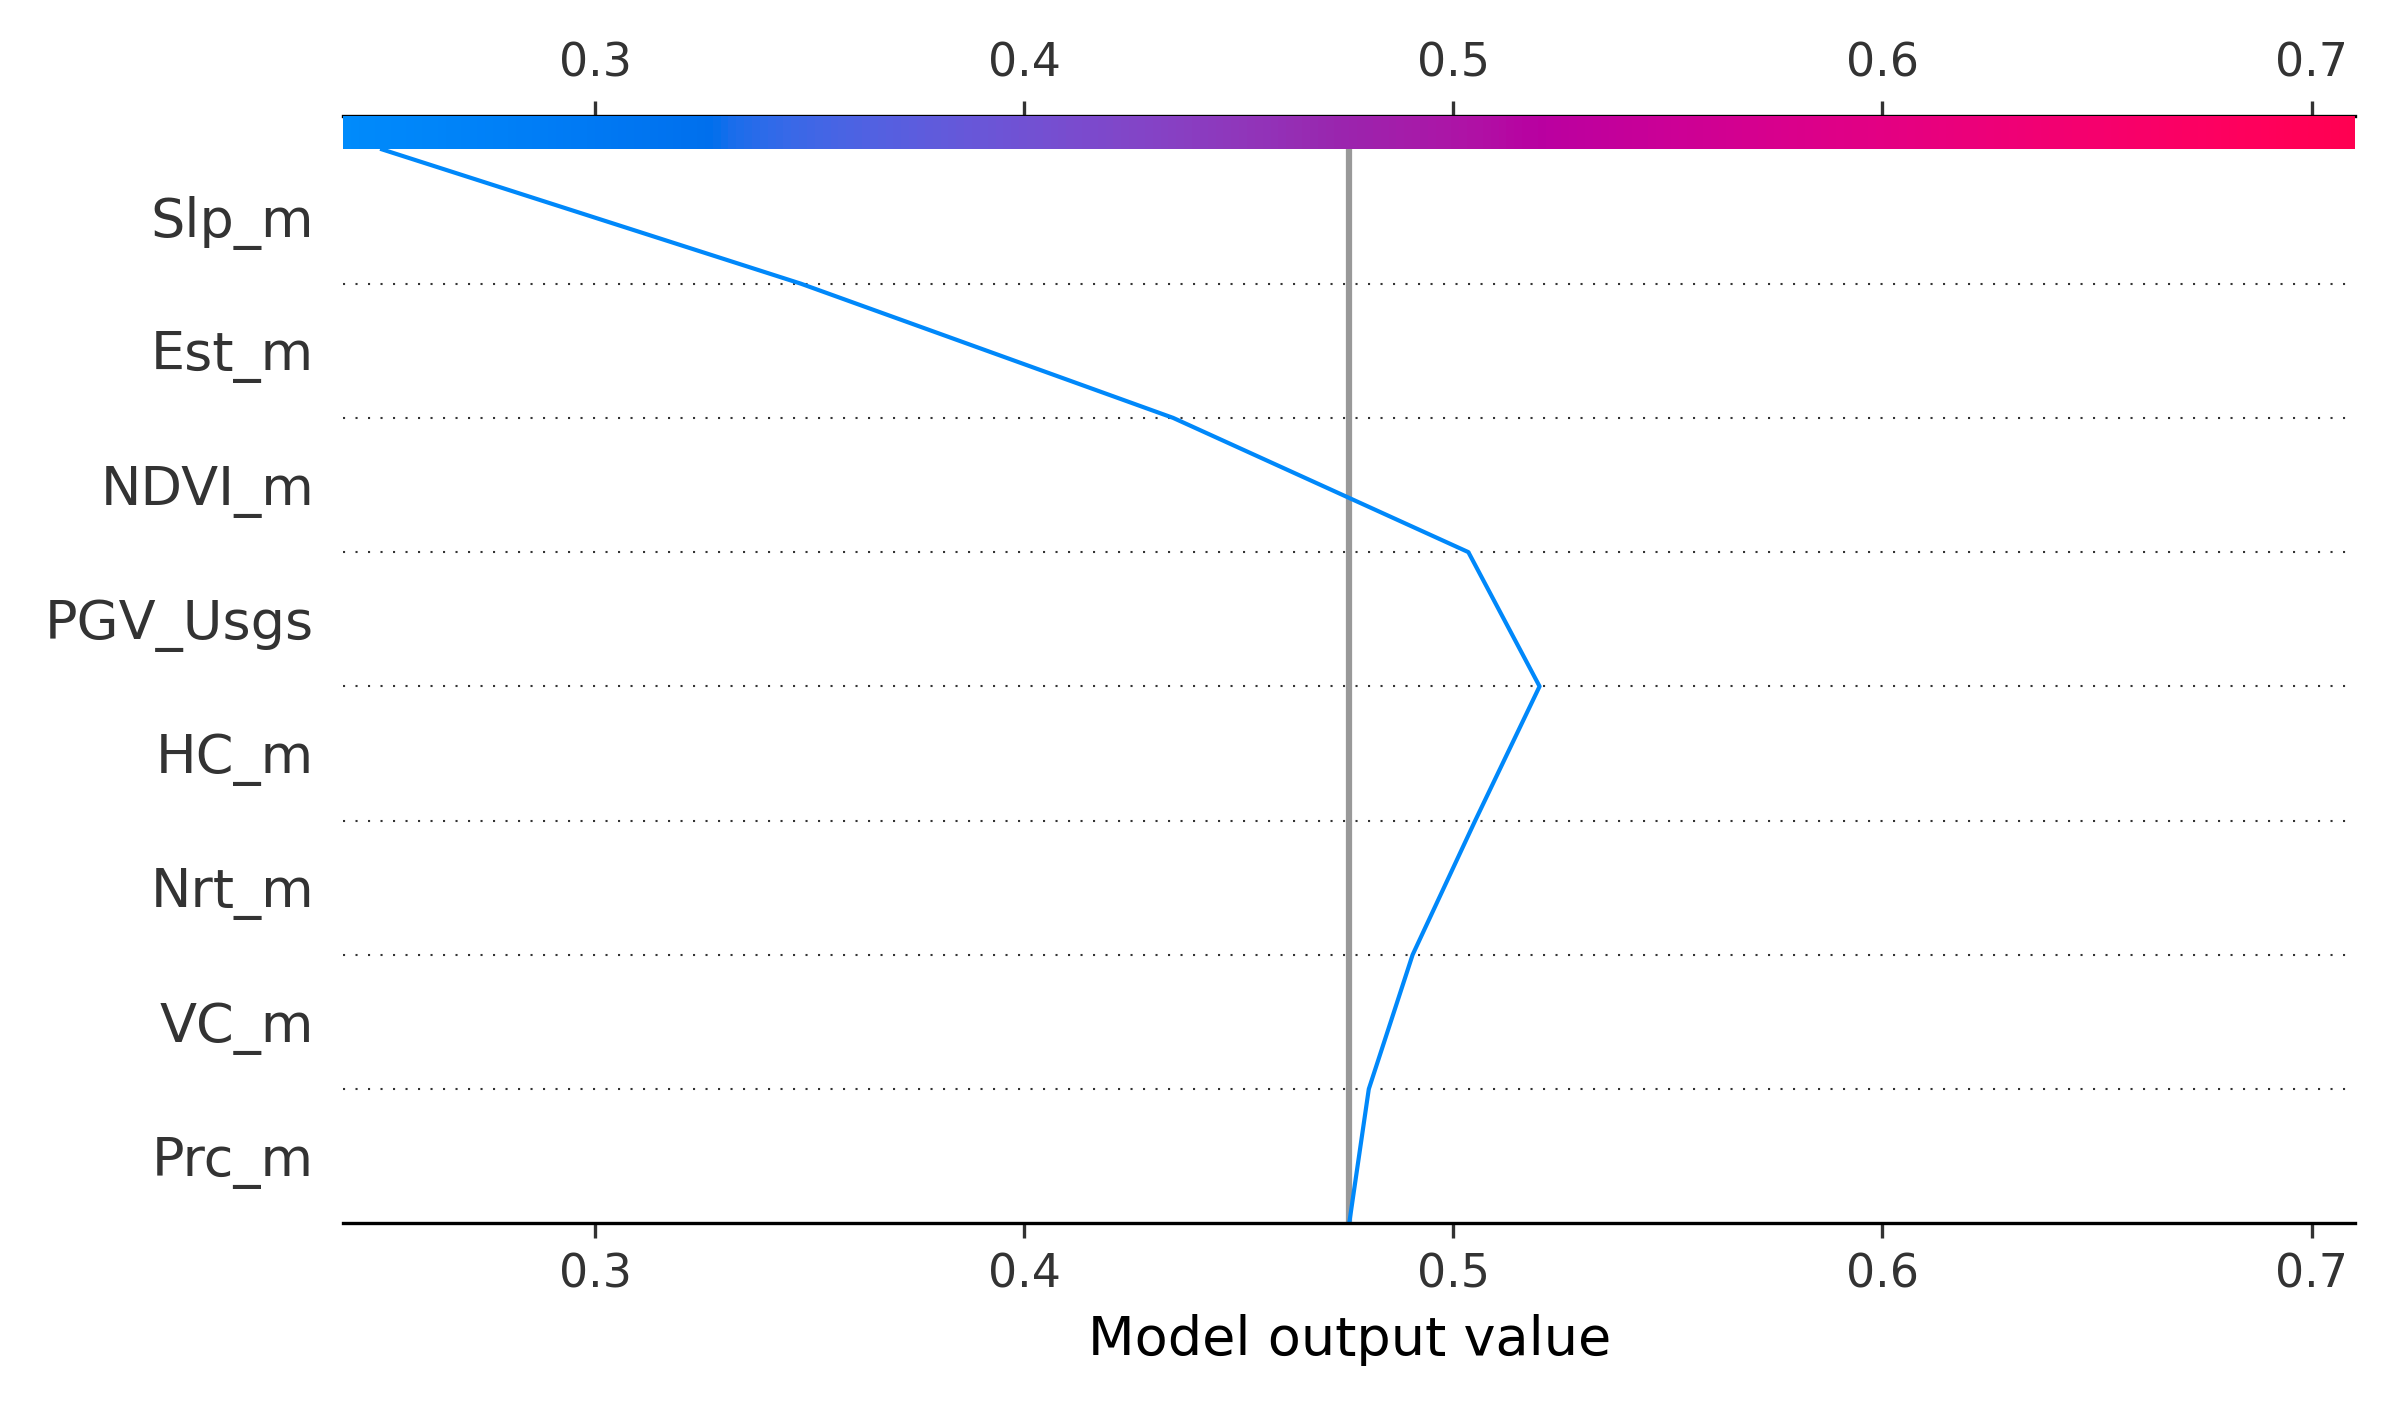 0.3 0.4 0.5 0.6 0.7
Slp_m
Est_m
NDVI_m
PGV_Usgs
HC_m
Nrt_m
VC_m
Prc_m
0.3 0.4 0.5 0.6 0.7
Model output value